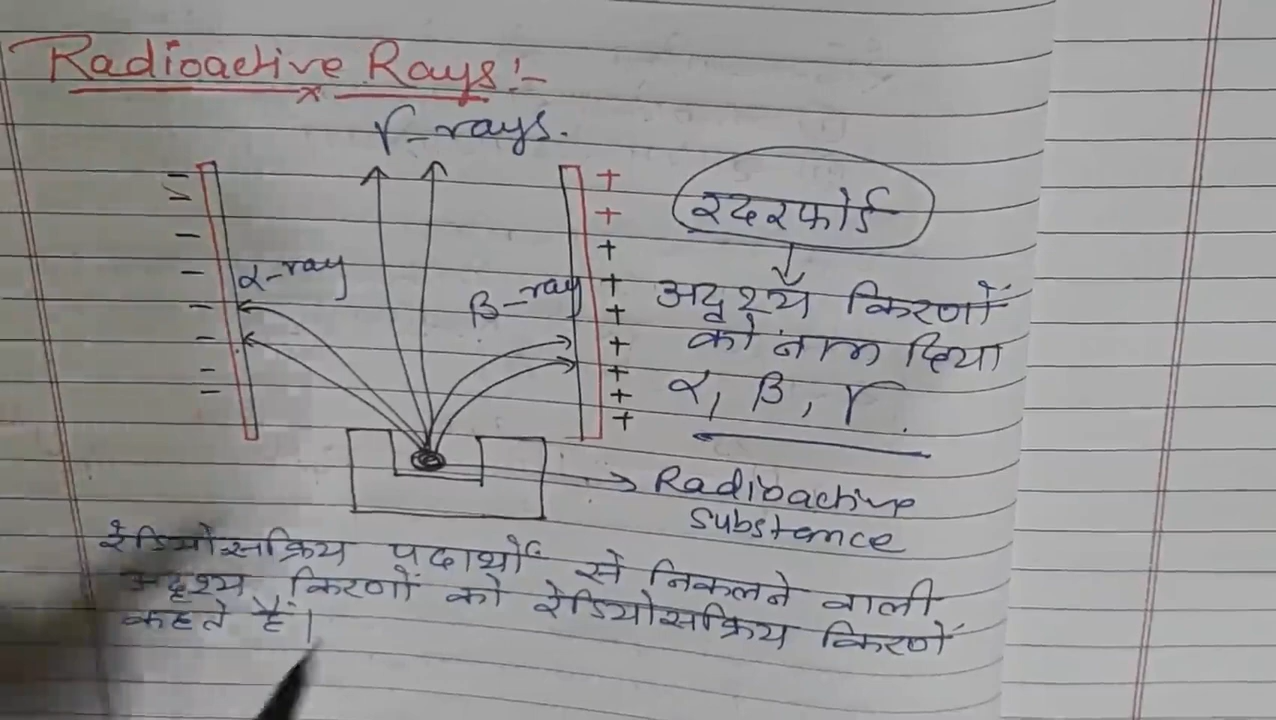 Radioactive Rays:-
γ-rays.
α-ray
β-ray
रदरफोर्ड
अदृश्य किरणों
को नाम दिया
α, β, γ
Radioactive
substance
रेडियोसक्रिय पदार्थों से निकलने वाली
अदृश्य किरणों को रेडियोसक्रिय किरणें
कहते हैं।